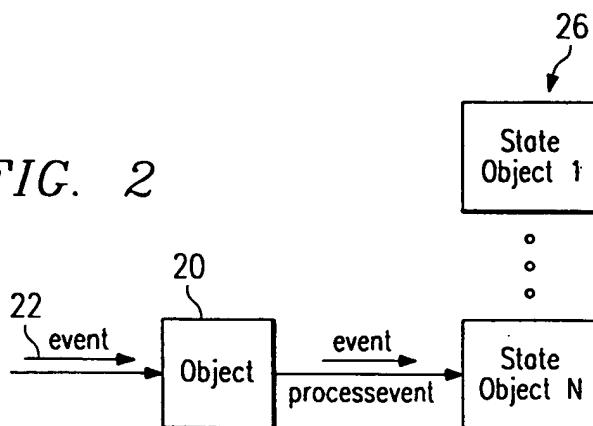 26
State
Object 1
FIG. 2
20
22
event
Object
event
processevent
State
Object N